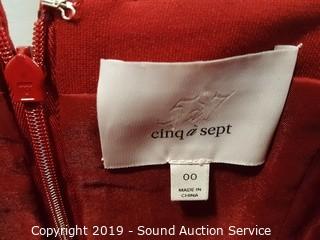 cinq à sept
00
MADE IN
CHINA
Copyright 2019 - Sound Auction Service